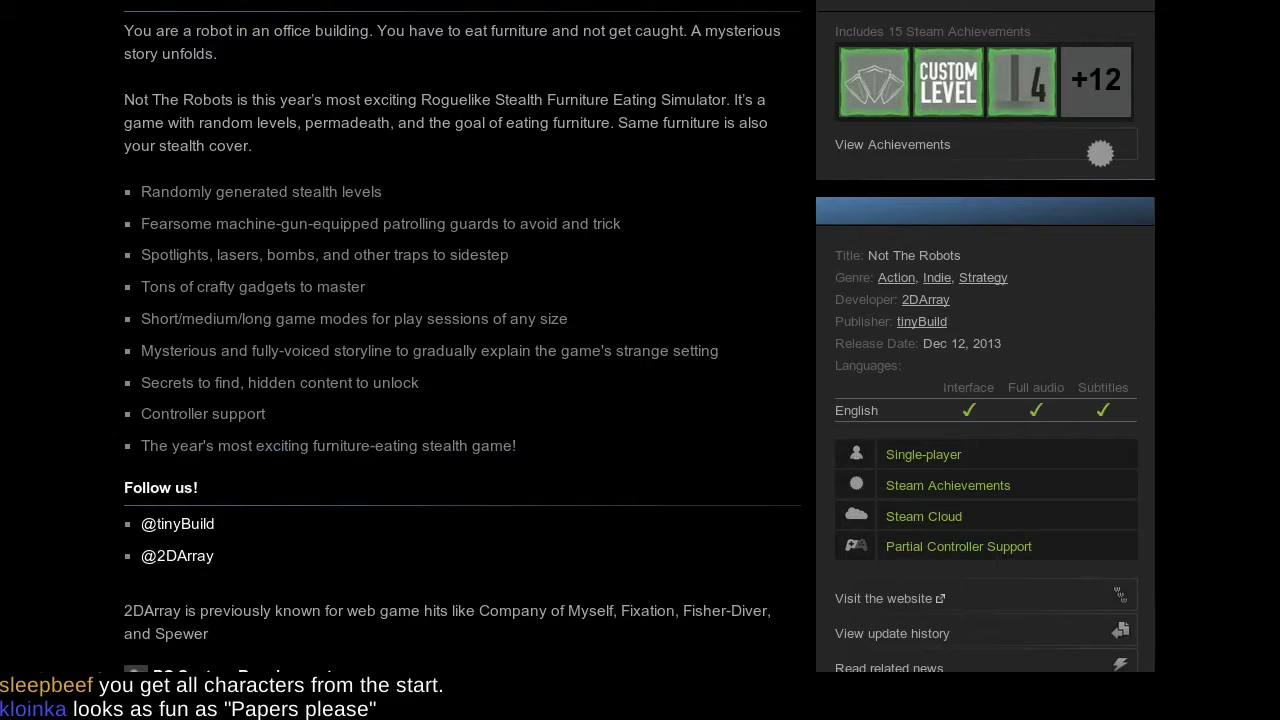 You are a robot in an office building. You have to eat furniture and not get caught. A mysterious
story unfolds.
Not The Robots is this year's most exciting Roguelike Stealth Furniture Eating Simulator. It's a
game with random levels, permadeath, and the goal of eating furniture. Same furniture is also
your stealth cover.
Randomly generated stealth levels
Fearsome machine-gun-equipped patrolling guards to avoid and trick
Spotlights, lasers, bombs, and other traps to sidestep
Tons of crafty gadgets to master
Short/medium/long game modes for play sessions of any size
Mysterious and fully-voiced storyline to gradually explain the game's strange setting
Secrets to find, hidden content to unlock
Controller support
The year's most exciting furniture-eating stealth game!
Follow us!
@tinyBuild
@2DArray
2DArray is previously known for web game hits like Company of Myself, Fixation, Fisher-Diver,
and Spewer
Includes 15 Steam Achievements
CUSTOM
LEVEL
4
+12
View Achievements
Title: Not The Robots
Genre: Action, Indie, Strategy
Developer: 2DArray
Publisher: tinyBuild
Release Date: Dec 12, 2013
Languages:
Interface Full audio Subtitles
English ✓ ✓ ✓
Single-player
Steam Achievements
Steam Cloud
Partial Controller Support
Visit the website
View update history
Read related news
sleepbeef you get all characters from the start.
kloinka looks as fun as "Papers please"